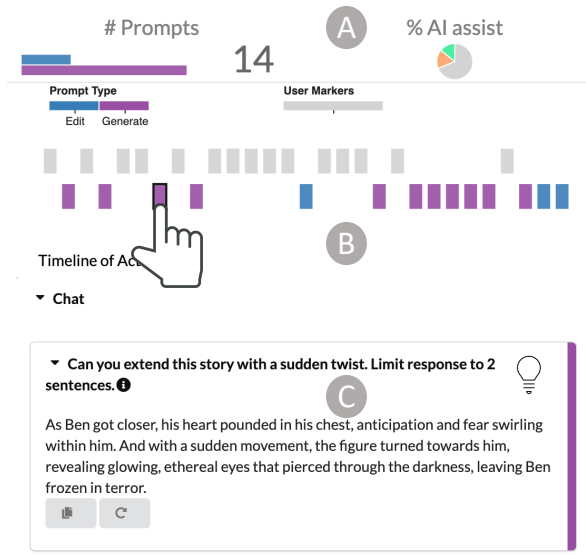 # Prompts
A
% AI assist
14
Prompt Type
User Markers
Edit
Generate
B
Timeline of Ac
Chat
Can you extend this story with a sudden twist. Limit response to 2
sentences.
C
As Ben got closer, his heart pounded in his chest, anticipation and fear swirling
within him. And with a sudden movement, the figure turned towards him,
revealing glowing, ethereal eyes that pierced through the darkness, leaving Ben
frozen in terror.